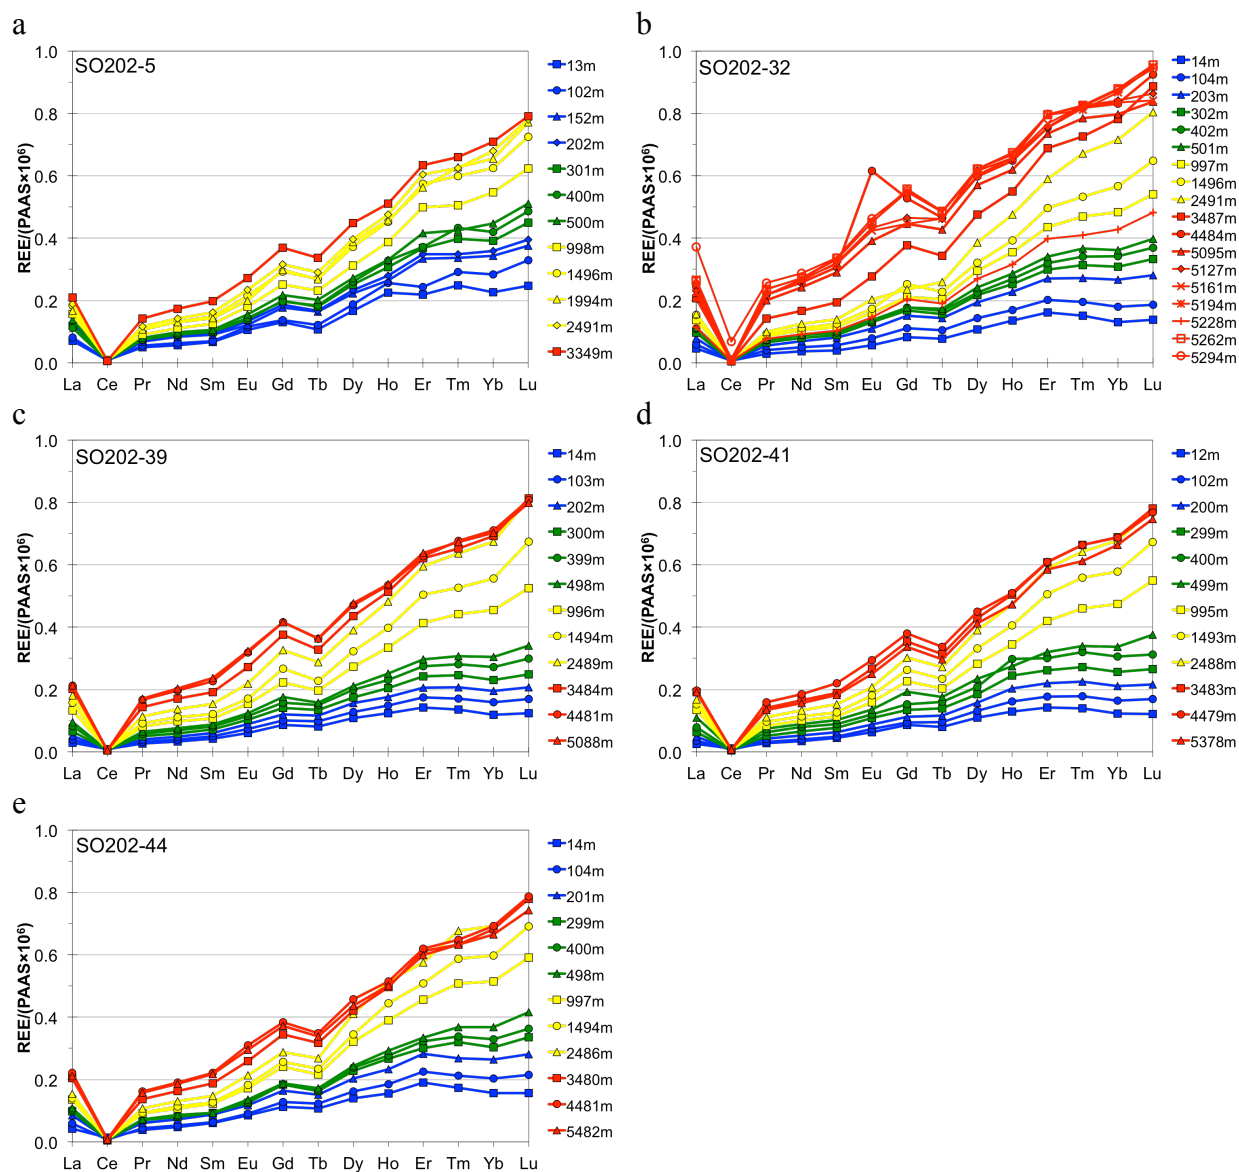 a
SO202-5
REE/(PAAS×10⁶)
1.0
0.8
0.6
0.4
0.2
0.0
La Ce Pr Nd Sm Eu Gd Tb Dy Ho Er Tm Yb Lu
13m
102m
152m
202m
301m
400m
500m
998m
1496m
1994m
2491m
3349m
b
SO202-32
REE/(PAAS×10⁶)
1.0
0.8
0.6
0.4
0.2
0.0
La Ce Pr Nd Sm Eu Gd Tb Dy Ho Er Tm Yb Lu
14m
104m
203m
302m
402m
501m
997m
1496m
2491m
3487m
4484m
5095m
5127m
5161m
5194m
5228m
5262m
5294m
c
SO202-39
REE/(PAAS×10⁶)
1.0
0.8
0.6
0.4
0.2
0.0
La Ce Pr Nd Sm Eu Gd Tb Dy Ho Er Tm Yb Lu
14m
103m
202m
300m
399m
498m
996m
1494m
2489m
3484m
4481m
5088m
d
SO202-41
REE/(PAAS×10⁶)
1.0
0.8
0.6
0.4
0.2
0.0
La Ce Pr Nd Sm Eu Gd Tb Dy Ho Er Tm Yb Lu
12m
102m
200m
299m
400m
499m
995m
1493m
2488m
3483m
4479m
5378m
e
SO202-44
REE/(PAAS×10⁶)
1.0
0.8
0.6
0.4
0.2
0.0
La Ce Pr Nd Sm Eu Gd Tb Dy Ho Er Tm Yb Lu
14m
104m
201m
299m
400m
498m
997m
1494m
2486m
3480m
4481m
5482m